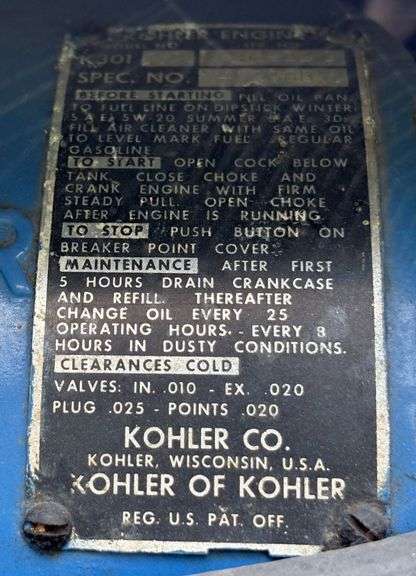 KOHLER ENGINE
MODEL NO.
K301
SPEC. NO.
BEFORE STARTING FILL OIL PAN
TO FULL LINE ON DIPSTICK WINTER
S.A.E. 5W-20 SUMMER S.A.E. 30
FILL AIR CLEANER WITH SAME OIL
TO LEVEL MARK FUEL REGULAR
GASOLINE
TO START OPEN COCK BELOW
TANK. CLOSE CHOKE AND
CRANK ENGINE WITH FIRM
STEADY PULL. OPEN CHOKE
AFTER ENGINE IS RUNNING.
TO STOP PUSH BUTTON ON
BREAKER POINT COVER.
MAINTENANCE AFTER FIRST
5 HOURS DRAIN CRANKCASE
AND REFILL. THEREAFTER
CHANGE OIL EVERY 25
OPERATING HOURS - EVERY 8
HOURS IN DUSTY CONDITIONS.
CLEARANCES COLD
VALVES: IN. .010 - EX. .020
PLUG .025 - POINTS .020
KOHLER CO.
KOHLER, WISCONSIN, U.S.A.
KOHLER OF KOHLER
REG. U.S. PAT. OFF.
R